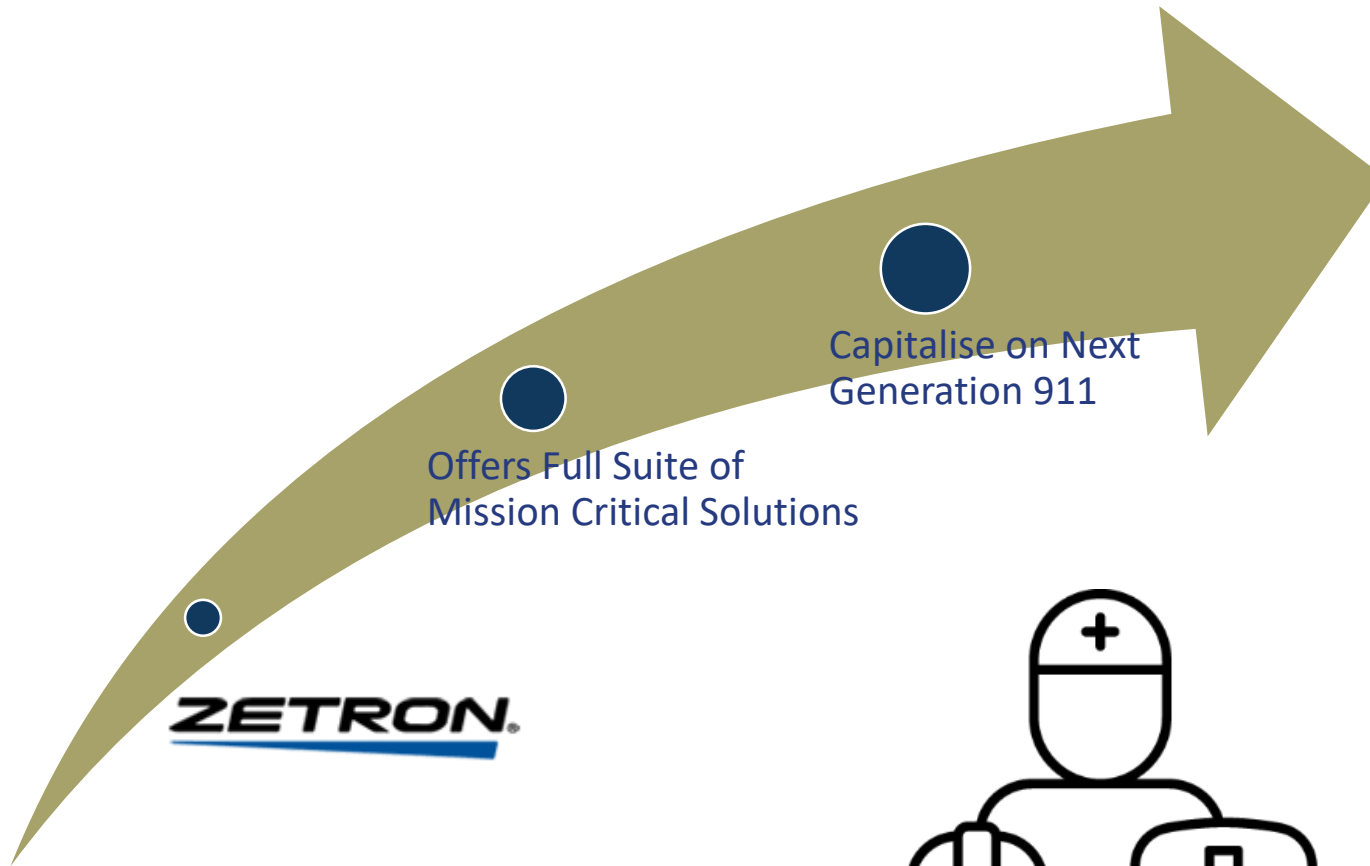 Capitalise on Next
Generation 911
Offers Full Suite of
Mission Critical Solutions
ZETRON®